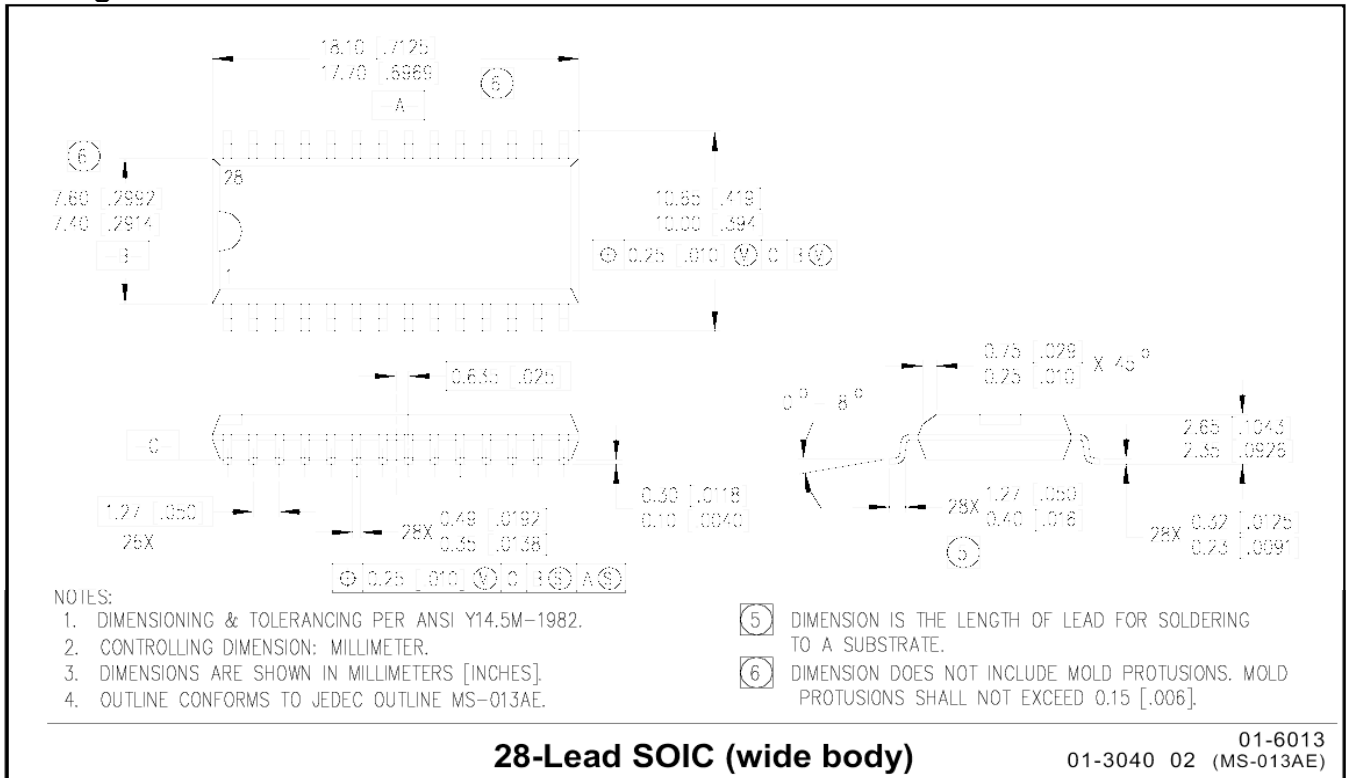 18.10 [.7125
17.70 [.6969
6
A
6
28
7.60 [.2992
7.40 [.2914
10.65 [.419
10.00 [.394
0.25 [.010]
1
0.635 [.025]
0.75 [.029
0.25 [.010
X 45°
0° – 8°
C
2.65 [.1043
2.35 [.0926
1.27 [.050]
0.30 [.0118
0.10 [.0040
28X
0.49 [.0192
0.35 [.0138
28X
1.27 [.050
0.40 [.016
28X
0.32 [.0125
0.23 [.0091
0.25 [.010]
A S
NOTES:
1. DIMENSIONING & TOLERANCING PER ANSI Y14.5M–1982.
2. CONTROLLING DIMENSION: MILLIMETER.
3. DIMENSIONS ARE SHOWN IN MILLIMETERS [INCHES].
4. OUTLINE CONFORMS TO JEDEC OUTLINE MS–013AE.
5 DIMENSION IS THE LENGTH OF LEAD FOR SOLDERING
TO A SUBSTRATE.
6 DIMENSION DOES NOT INCLUDE MOLD PROTUSIONS. MOLD
PROTUSIONS SHALL NOT EXCEED 0.15 [.006].
28-Lead SOIC (wide body)
01-6013
01-3040 02 (MS-013AE)